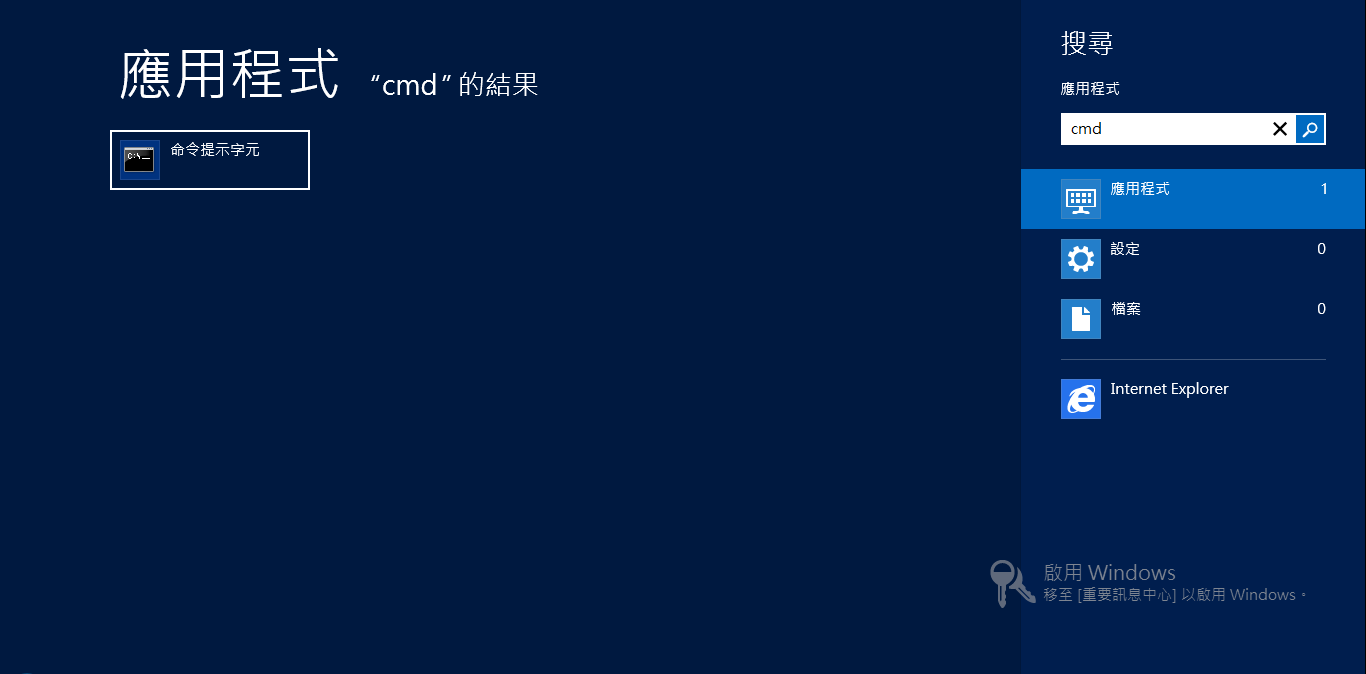 應用程式 “cmd” 的結果
命令提示字元
搜尋
應用程式
cmd
應用程式 1
設定 0
檔案 0
Internet Explorer
啟用 Windows
移至 [重要訊息中心] 以啟用 Windows。